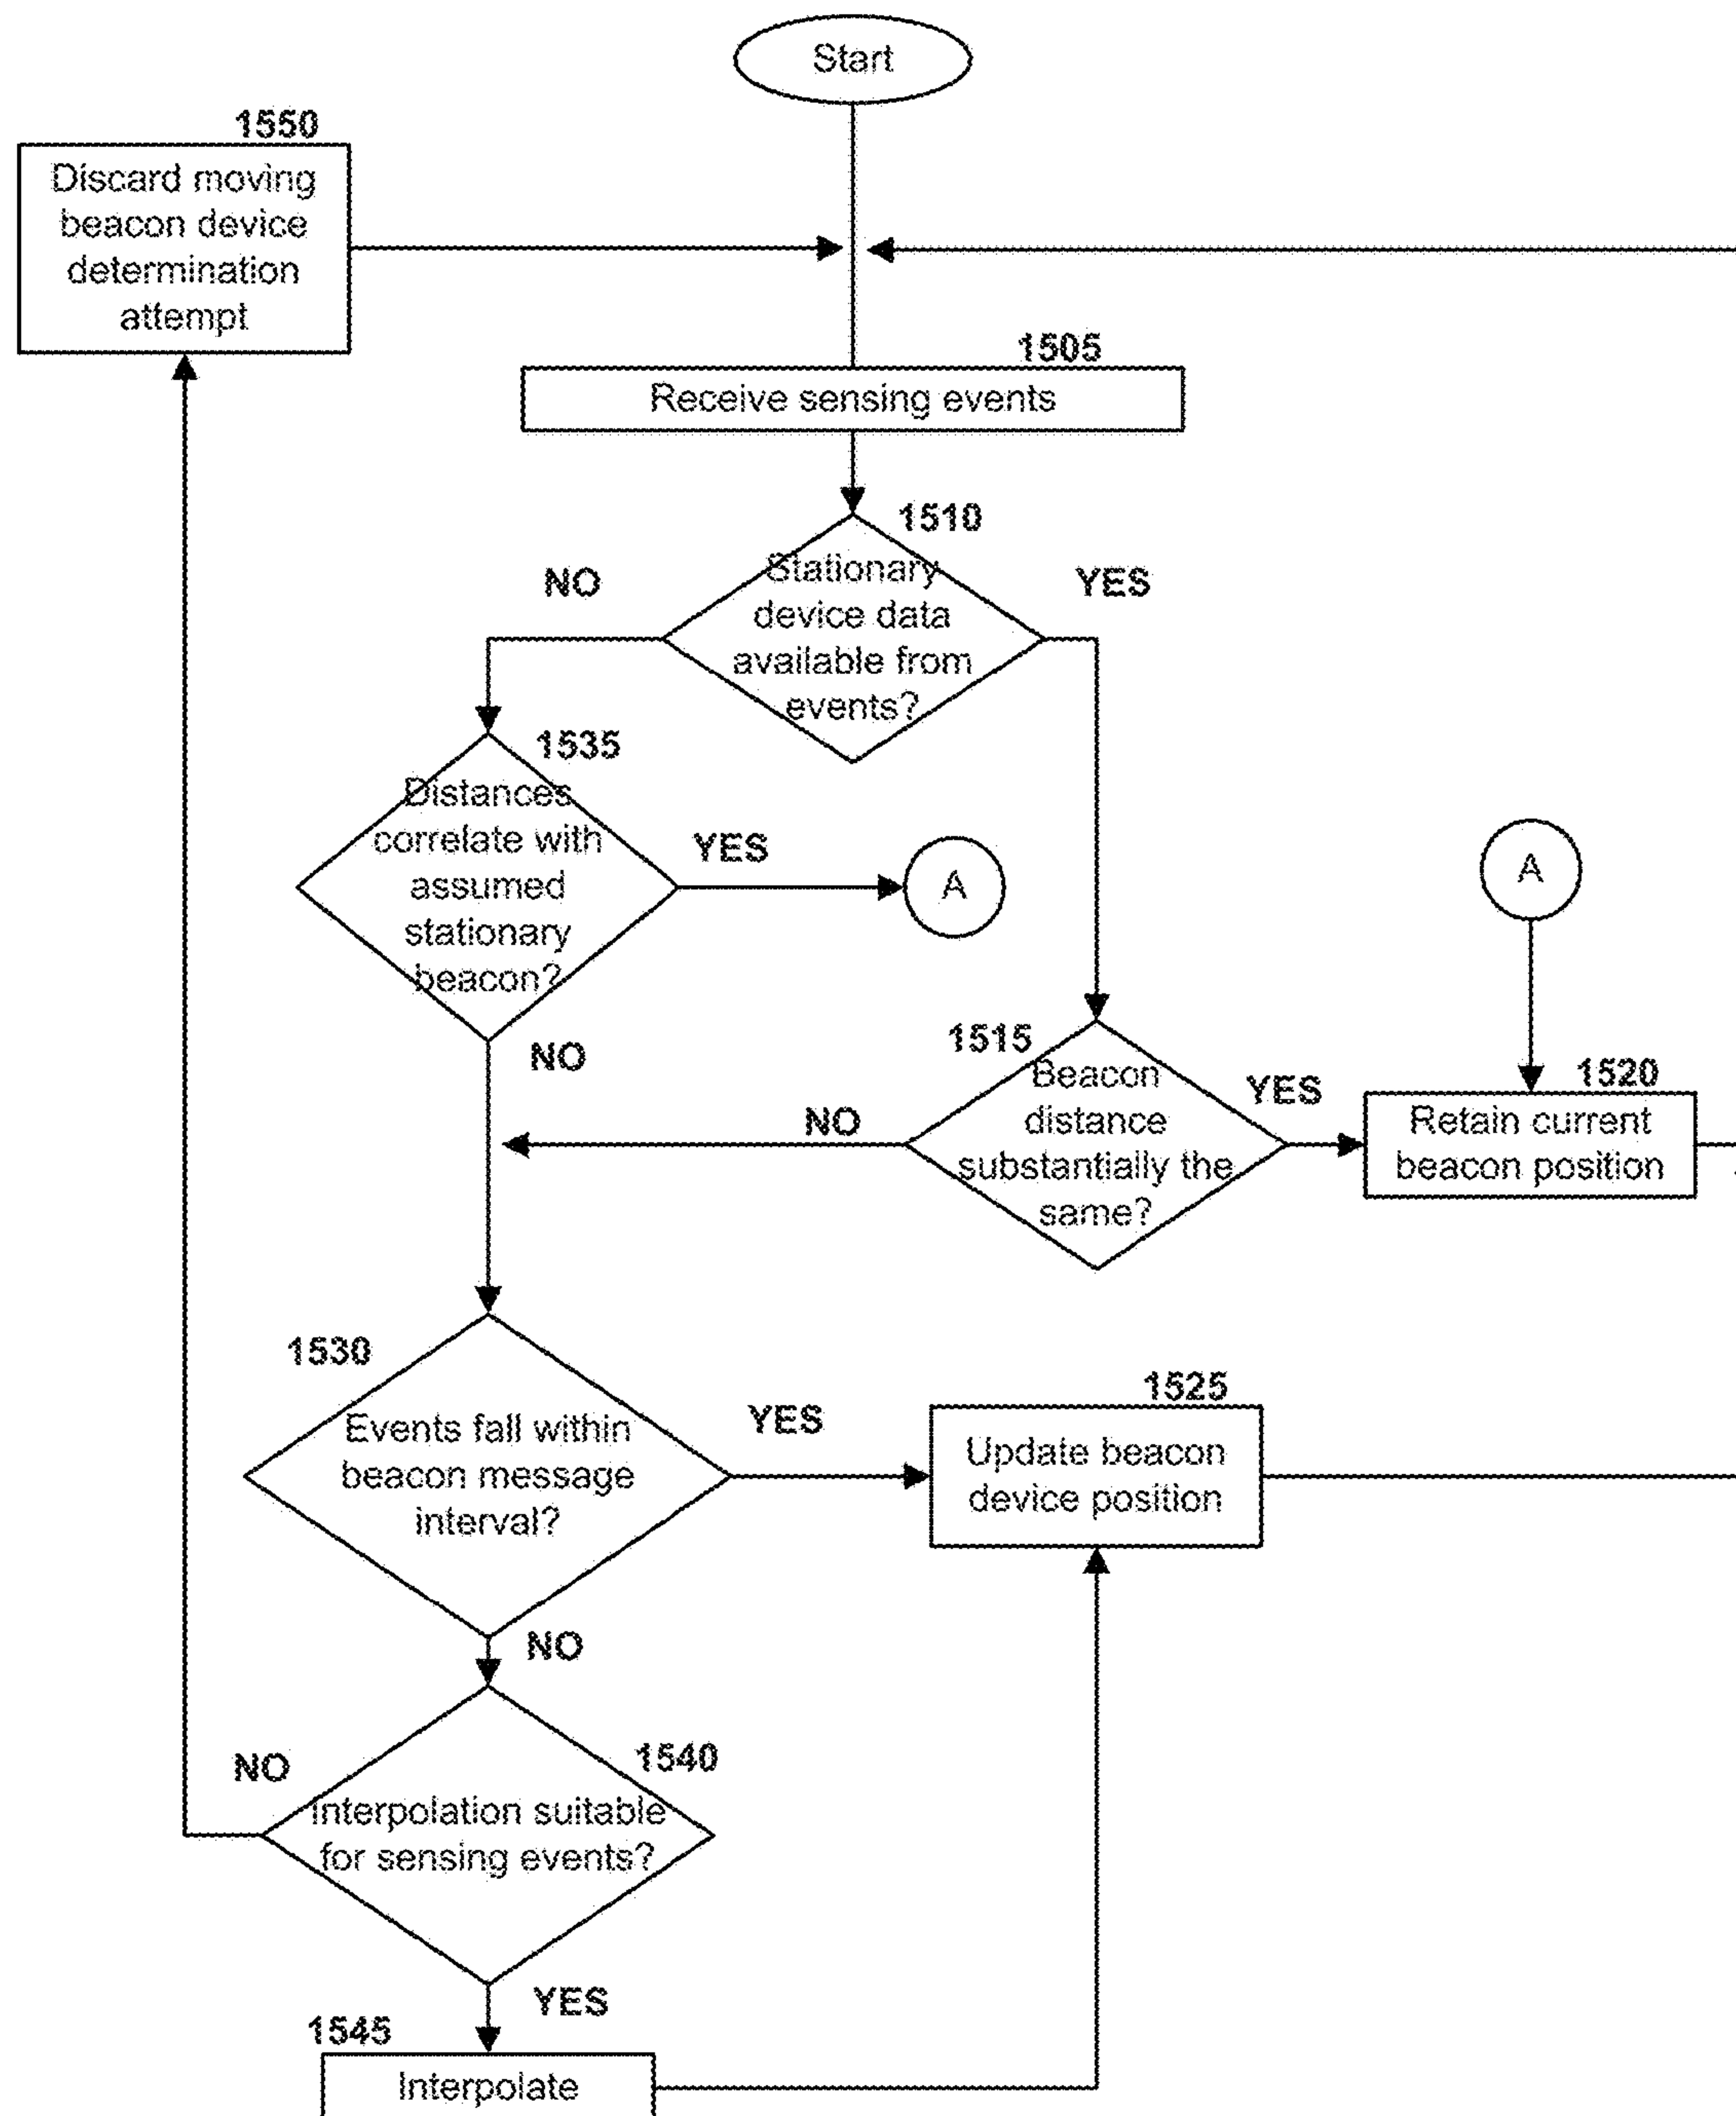 Start
1550
Discard moving
beacon device
determination
attempt
1505
Receive sensing events
1510
NO
YES
Stationary
device data
available from
events?
1535
Distances
correlate with
assumed
stationary
beacon?
YES
A
A
NO
1515
Beacon
distance
substantially the
same?
NO
YES
1520
Retain current
beacon position
1530
Events fall within
beacon message
interval?
YES
1525
Update beacon
device position
NO
1540
NO
Interpolation suitable
for sensing events?
YES
1545
Interpolate